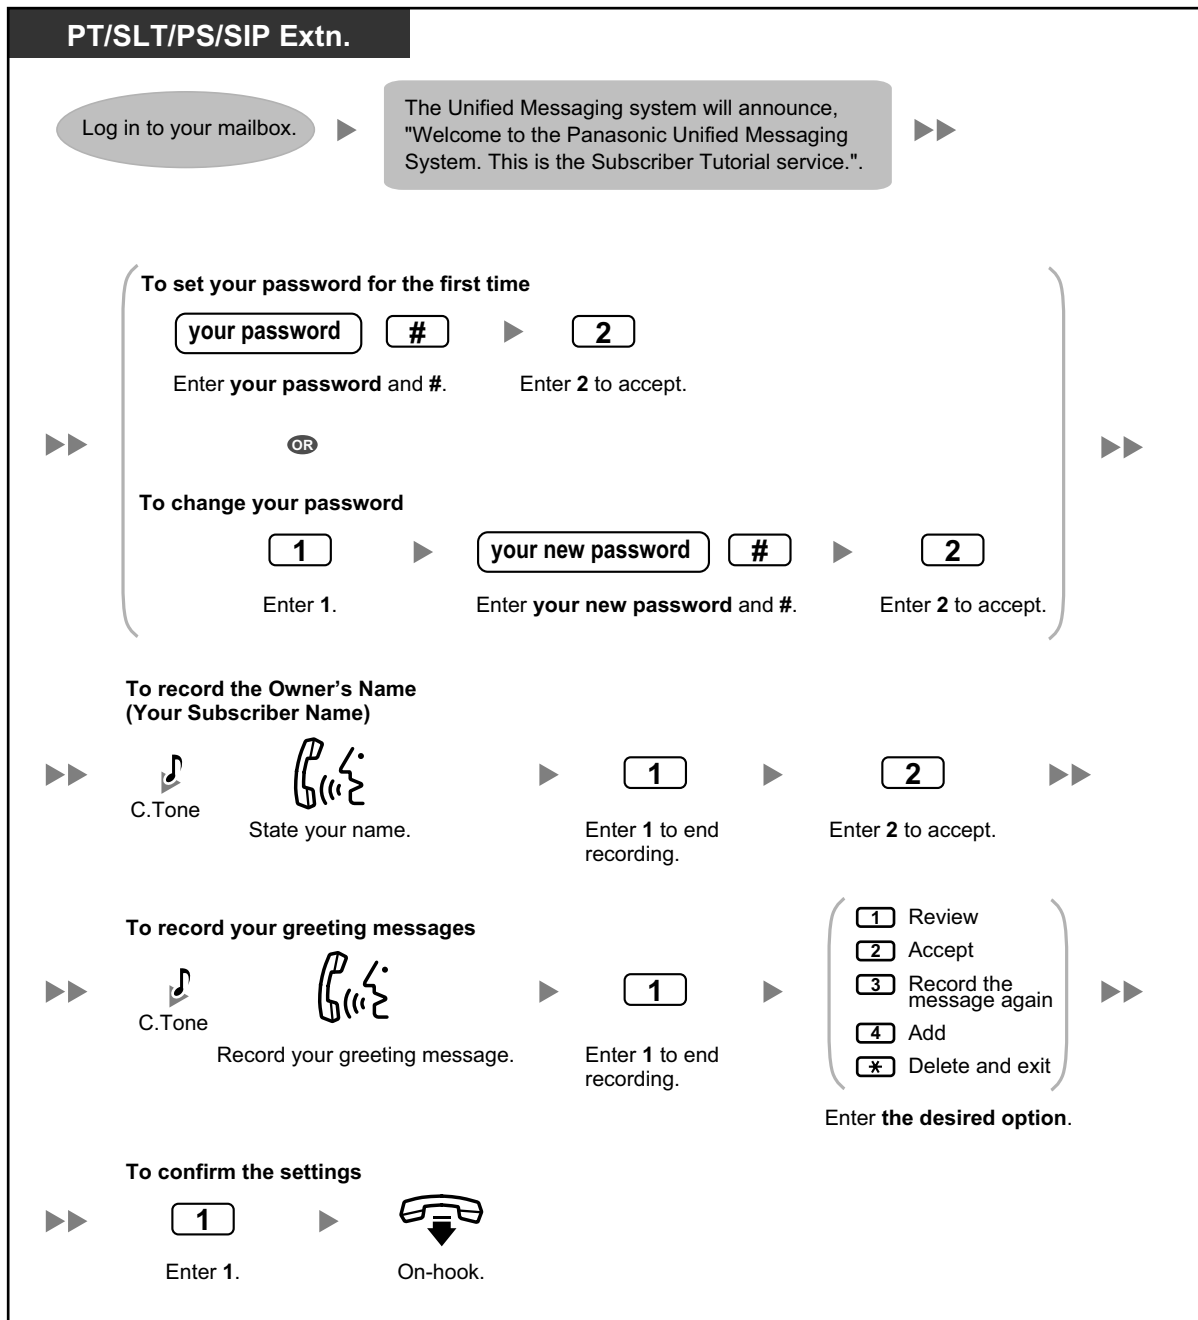 PT/SLT/PS/SIP Extn.
Log in to your mailbox.
The Unified Messaging system will announce,
"Welcome to the Panasonic Unified Messaging
System. This is the Subscriber Tutorial service.".
To set your password for the first time
your password # 2
Enter your password and #. Enter 2 to accept.
OR
To change your password
1 your new password # 2
Enter 1. Enter your new password and #. Enter 2 to accept.
To record the Owner's Name
(Your Subscriber Name)
1 2
C.Tone
State your name. Enter 1 to end Enter 2 to accept.
recording.
To record your greeting messages
1
C.Tone
Record your greeting message. Enter 1 to end
recording.
1 Review
2 Accept
3 Record the
message again
4 Add
* Delete and exit
Enter the desired option.
To confirm the settings
1
Enter 1. On-hook.